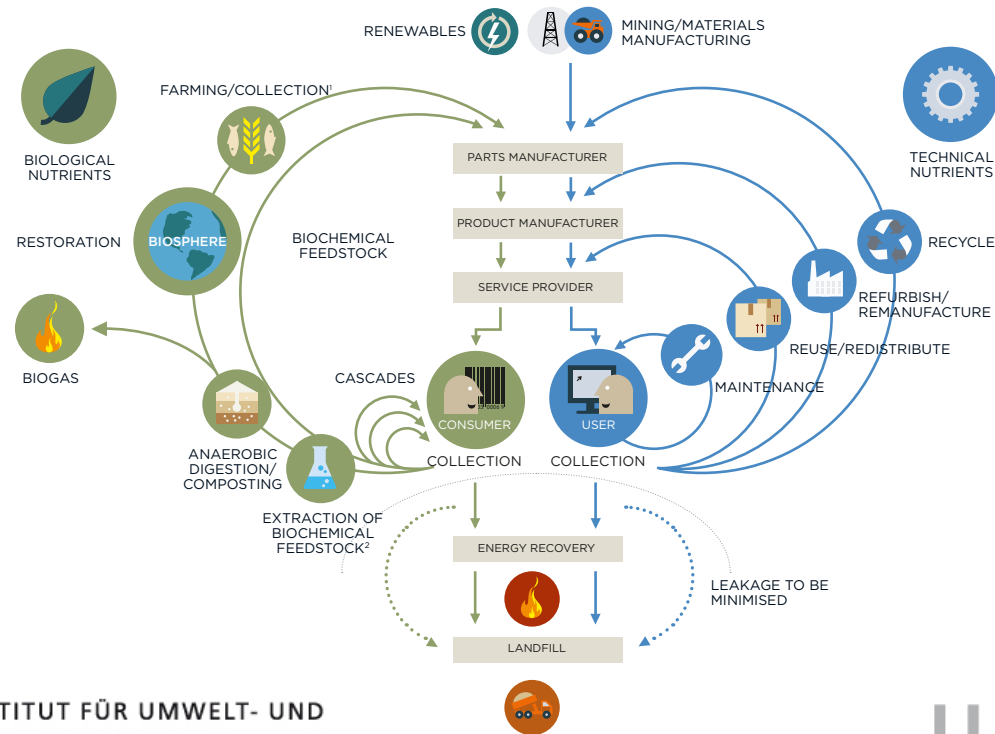 RENEWABLES
MINING/MATERIALS
MANUFACTURING
FARMING/COLLECTION¹
BIOLOGICAL
NUTRIENTS
TECHNICAL
NUTRIENTS
PARTS MANUFACTURER
PRODUCT MANUFACTURER
SERVICE PROVIDER
RESTORATION
BIOSPHERE
BIOCHEMICAL
FEEDSTOCK
RECYCLE
REFURBISH/
REMANUFACTURE
REUSE/REDISTRIBUTE
MAINTENANCE
BIOGAS
CASCADES
CONSUMER
USER
COLLECTION
COLLECTION
ANAEROBIC
DIGESTION/
COMPOSTING
EXTRACTION OF
BIOCHEMICAL
FEEDSTOCK²
ENERGY RECOVERY
LEAKAGE TO BE
MINIMISED
LANDFILL
TITUT FÜR UMWELT- UND